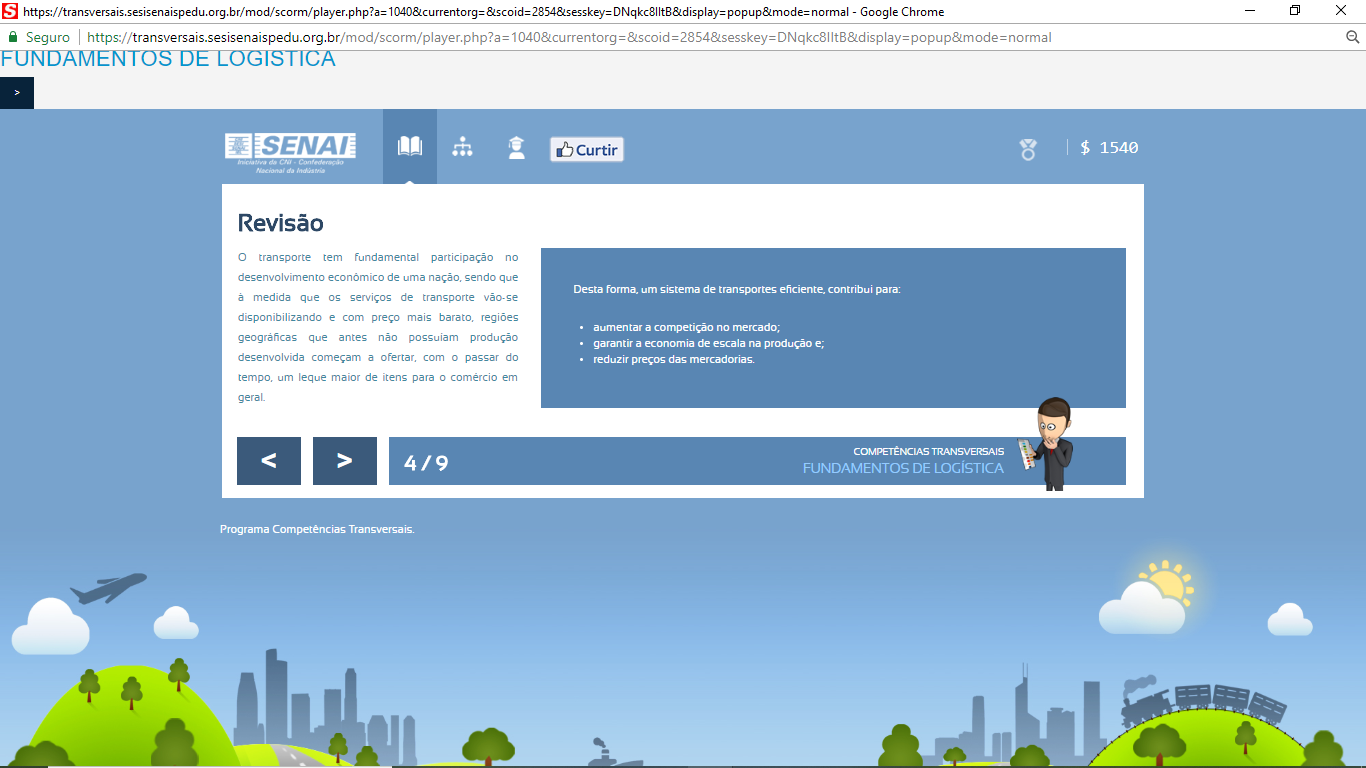 https://transversais.sesisenaispedu.org.br/mod/scorm/player.php?a=1040&currentorg=&scoid=2854&sesskey=DNqkc8lItB&display=popup&mode=normal - Google Chrome
Seguro
https://transversais.sesisenaispedu.org.br/mod/scorm/player.php?a=1040&currentorg=&scoid=2854&sesskey=DNqkc8lItB&display=popup&mode=normal
FUNDAMENTOS DE LOGÍSTICA
>
SENAI
Iniciativa da CNI - Confederação
Nacional da Indústria
Curtir
$ 1540
Revisão
O transporte tem fundamental participação no
desenvolvimento econômico de uma nação, sendo que
à medida que os serviços de transporte vão-se
disponibilizando e com preço mais barato, regiões
geográficas que antes não possuíam produção
desenvolvida começam a ofertar, com o passar do
tempo, um leque maior de itens para o comércio em
geral.
Desta forma, um sistema de transportes eficiente, contribui para:
• aumentar a competição no mercado;
• garantir a economia de escala na produção e;
• reduzir preços das mercadorias.
< > 4 / 9
COMPETÊNCIAS TRANSVERSAIS
FUNDAMENTOS DE LOGÍSTICA
Programa Competências Transversais.